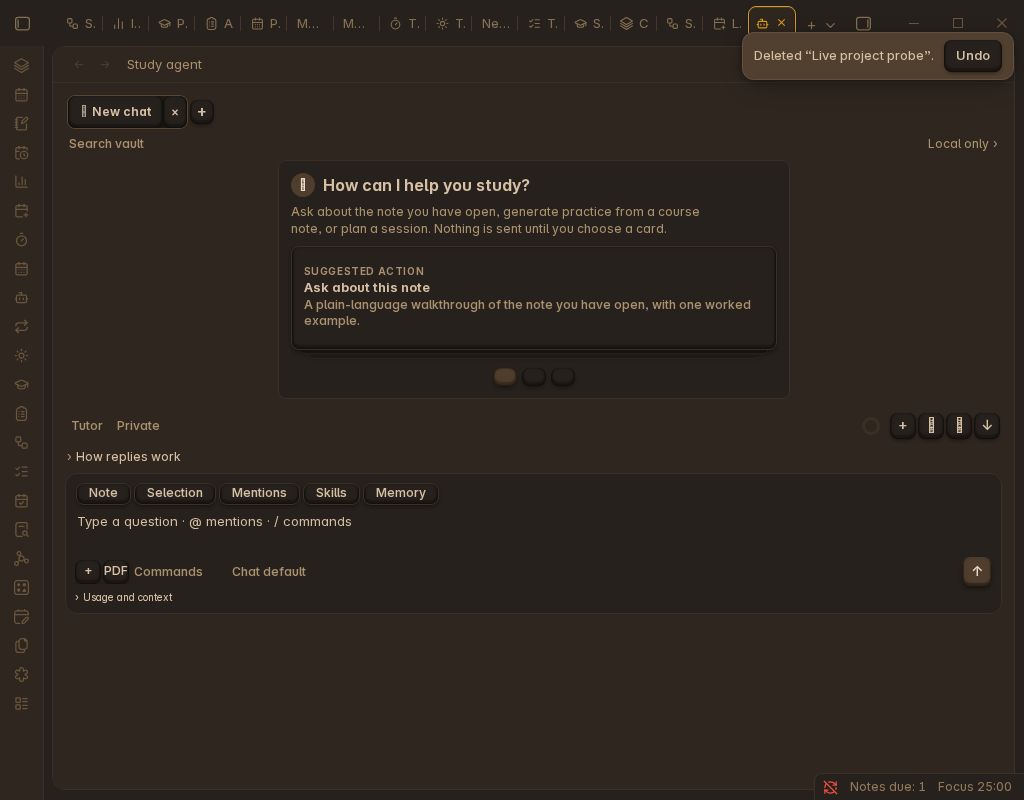 S.
I..
P.
A
P.
M...
M...
T.
T.
Ne...
T.
S.
C
S.
L.
Deleted “Live project probe”.
Undo
Study agent
New chat ×
+
Search vault
Local only ›
How can I help you study?
Ask about the note you have open, generate practice from a course
note, or plan a session. Nothing is sent until you choose a card.
SUGGESTED ACTION
Ask about this note
A plain-language walkthrough of the note you have open, with one worked
example.
Tutor Private
› How replies work
Note Selection Mentions Skills Memory
Type a question · @ mentions · / commands
+ PDF Commands Chat default
› Usage and context
Notes due: 1 Focus 25:00